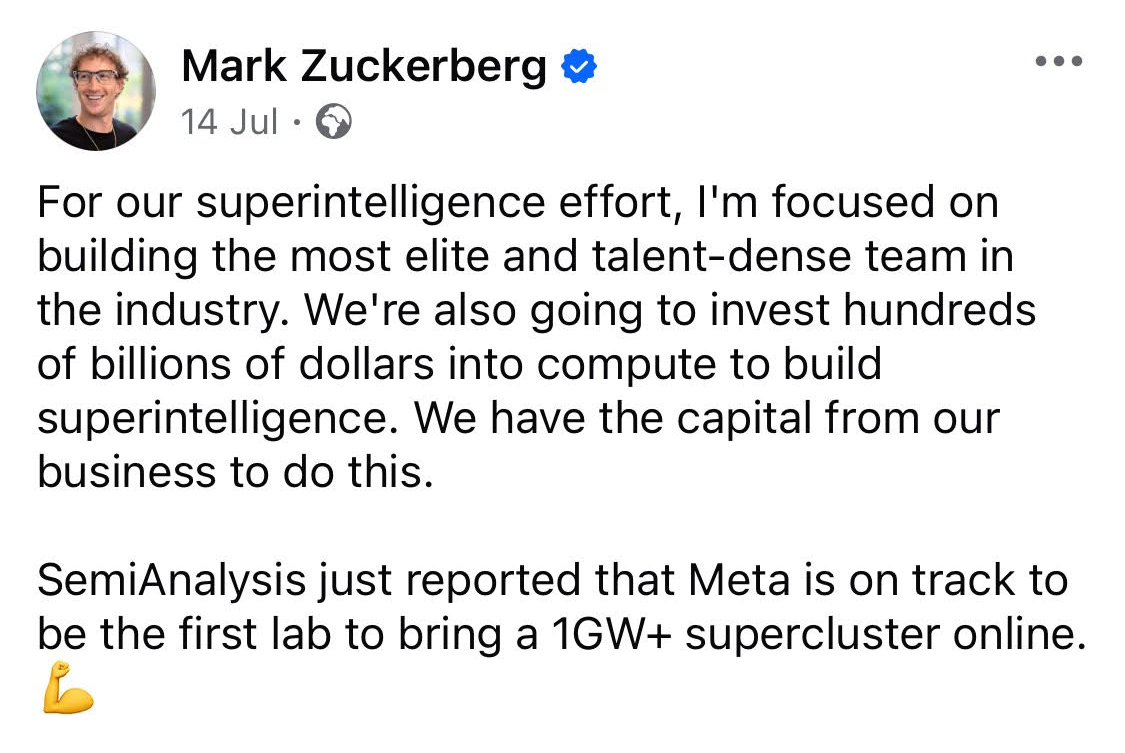 Mark Zuckerberg
14 Jul ·
For our superintelligence effort, I'm focused on
building the most elite and talent-dense team in
the industry. We're also going to invest hundreds
of billions of dollars into compute to build
superintelligence. We have the capital from our
business to do this.
SemiAnalysis just reported that Meta is on track to
be the first lab to bring a 1GW+ supercluster online.
💪